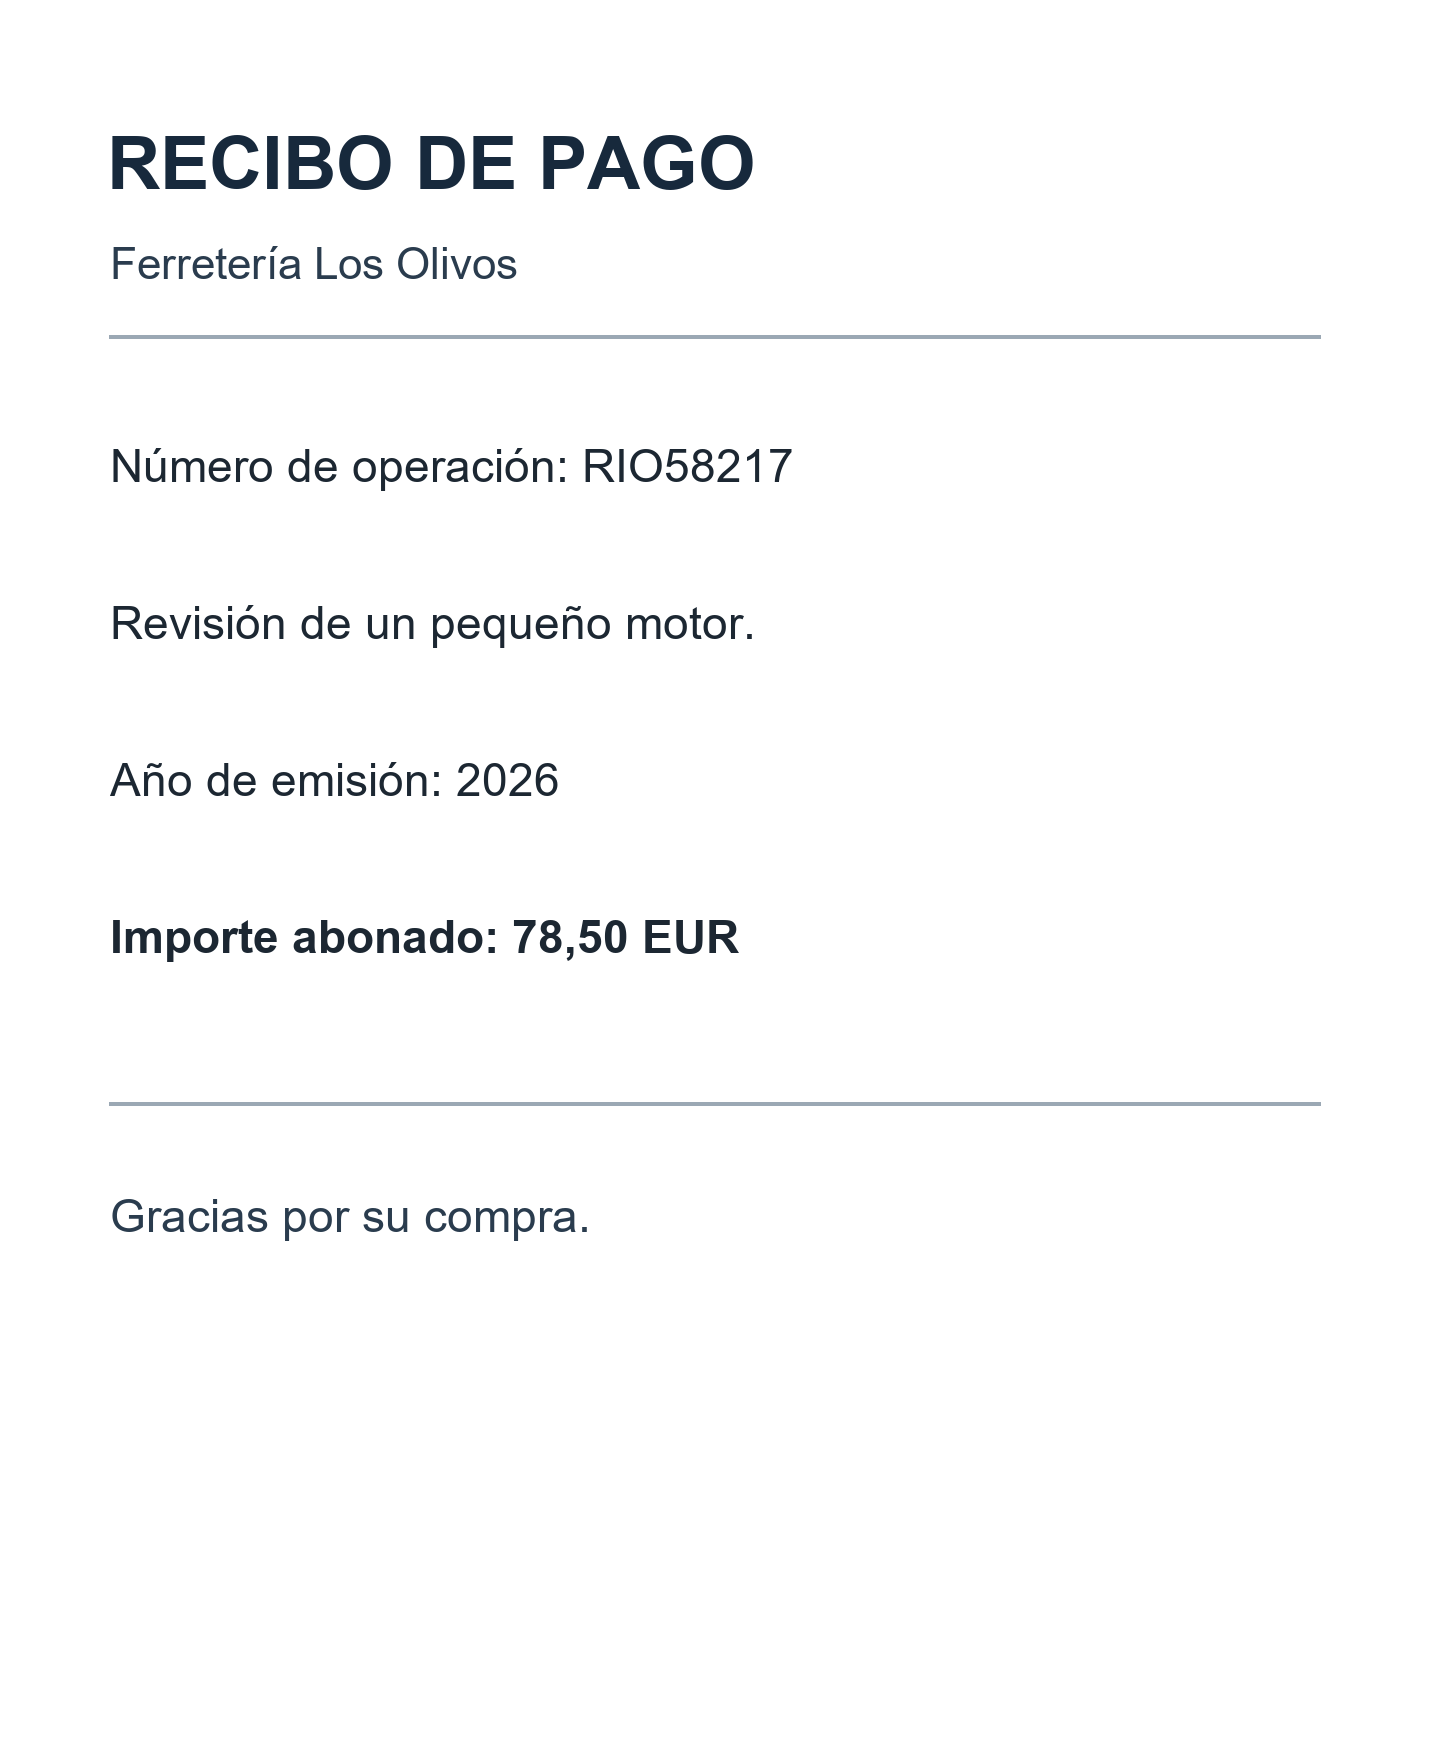 RECIBO DE PAGO
Ferretería Los Olivos
Número de operación: RIO58217
Revisión de un pequeño motor.
Año de emisión: 2026
Importe abonado: 78,50 EUR
Gracias por su compra.